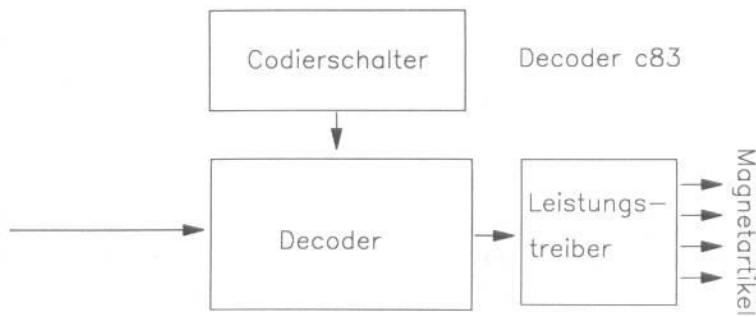 Codierschalter
Decoder c83
Decoder
Leistungs-
treiber
Magnetartikel